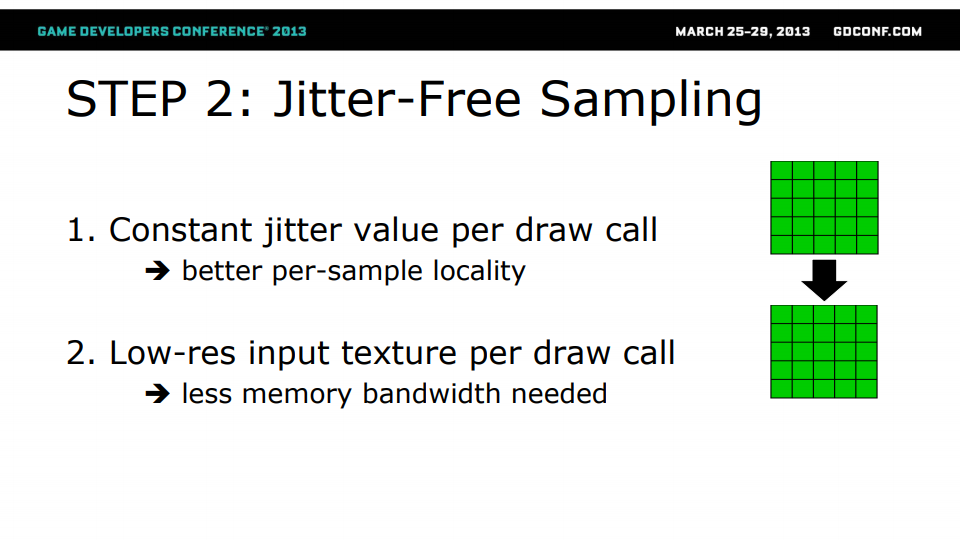 GAME DEVELOPERS CONFERENCE® 2013
MARCH 25-29, 2013
GDCONF.COM
STEP 2: Jitter-Free Sampling
1. Constant jitter value per draw call
➔ better per-sample locality
2. Low-res input texture per draw call
➔ less memory bandwidth needed